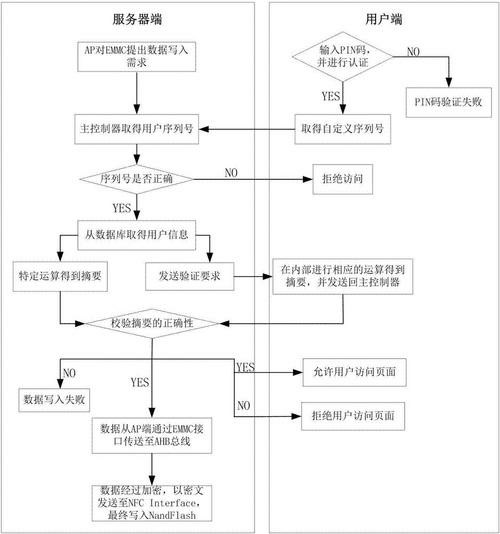 服务器端
用户端
AP对EMMC提出数据写入
需求
输入PIN码，
并进行认证
NO
PIN码验证失败
YES
主控制器取得用户序列号
取得自定义序列号
序列号是否正确
NO
拒绝访问
YES
从数据库取得用户信息
特定运算得到摘要
发送验证要求
在内部进行相应的运算得到
摘要，并发送回主控制器
校验摘要的正确性
NO
YES
YES
允许用户访问页面
数据写入失败
NO
拒绝用户访问页面
数据从AP端通过EMMC接
口传送至AHB总线
数据经过加密，以密文
发送至NFC Interface，
最终写入NandFlash